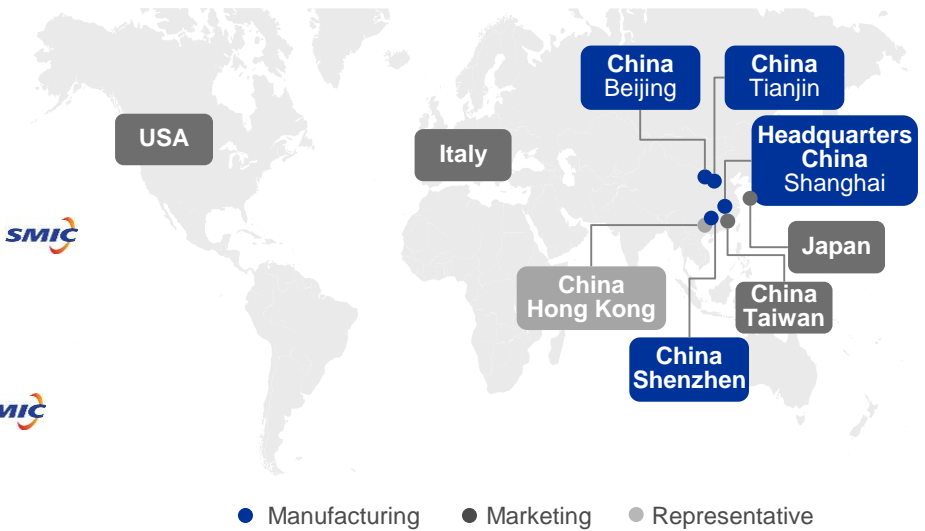 China
Beijing
China
Tianjin
USA
Headquarters
China
Shanghai
Italy
SMIC
Japan
China
Hong Kong
China
Taiwan
China
Shenzhen
MIC
Manufacturing
Marketing
Representative